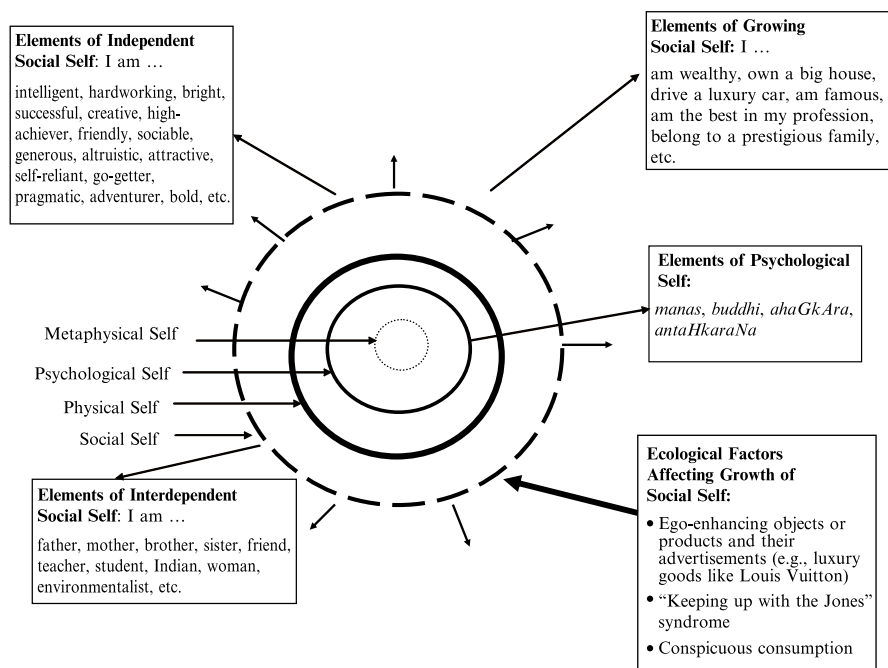 Elements of Independent
Social Self: I am …
intelligent, hardworking, bright,
successful, creative, high-
achiever, friendly, sociable,
generous, altruistic, attractive,
self-reliant, go-getter,
pragmatic, adventurer, bold, etc.
Elements of Growing
Social Self: I …
am wealthy, own a big house,
drive a luxury car, am famous,
am the best in my profession,
belong to a prestigious family,
etc.
Elements of Psychological
Self:
manas, buddhi, ahaGkAra,
antaHkaraNa
Metaphysical Self
Psychological Self
Physical Self
Social Self
Elements of Interdependent
Social Self: I am …
father, mother, brother, sister, friend,
teacher, student, Indian, woman,
environmentalist, etc.
Ecological Factors
Affecting Growth of
Social Self:
• Ego-enhancing objects or
products and their
advertisements (e.g., luxury
goods like Louis Vuitton)
• “Keeping up with the Jones”
syndrome
• Conspicuous consumption